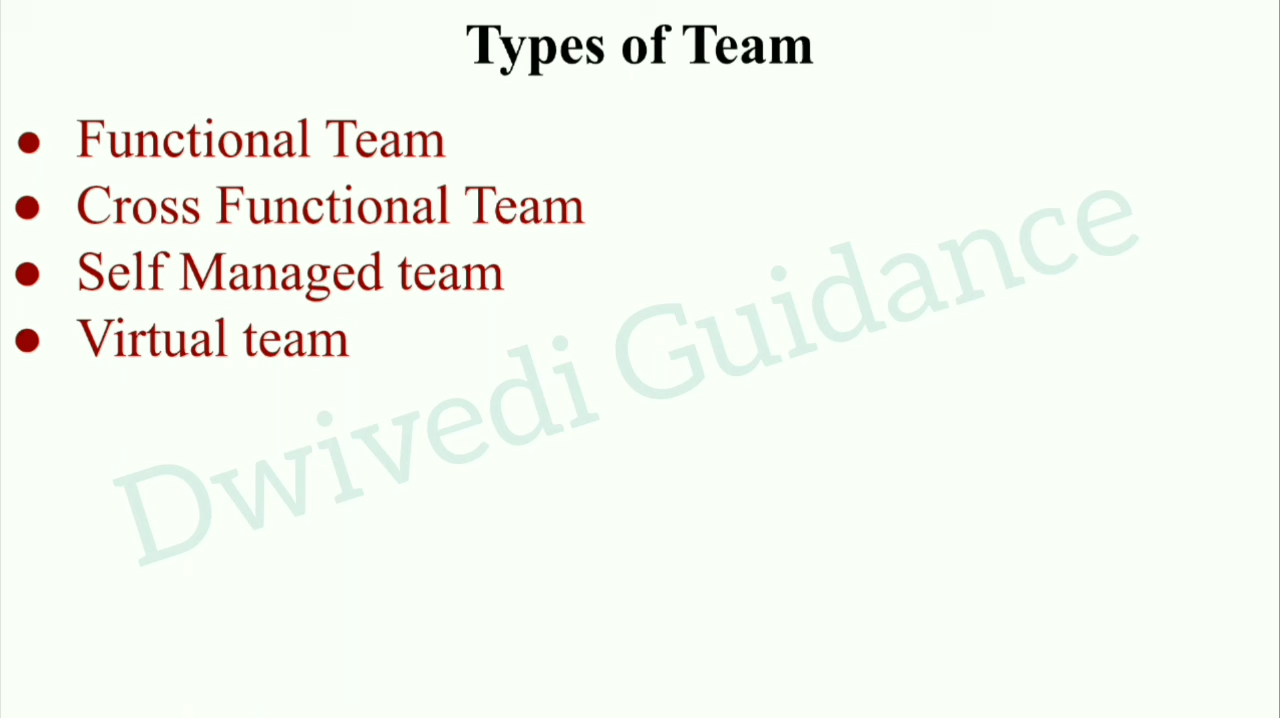 Types of Team
● Functional Team
● Cross Functional Team
● Self Managed team
● Virtual team
Dwivedi Guidance